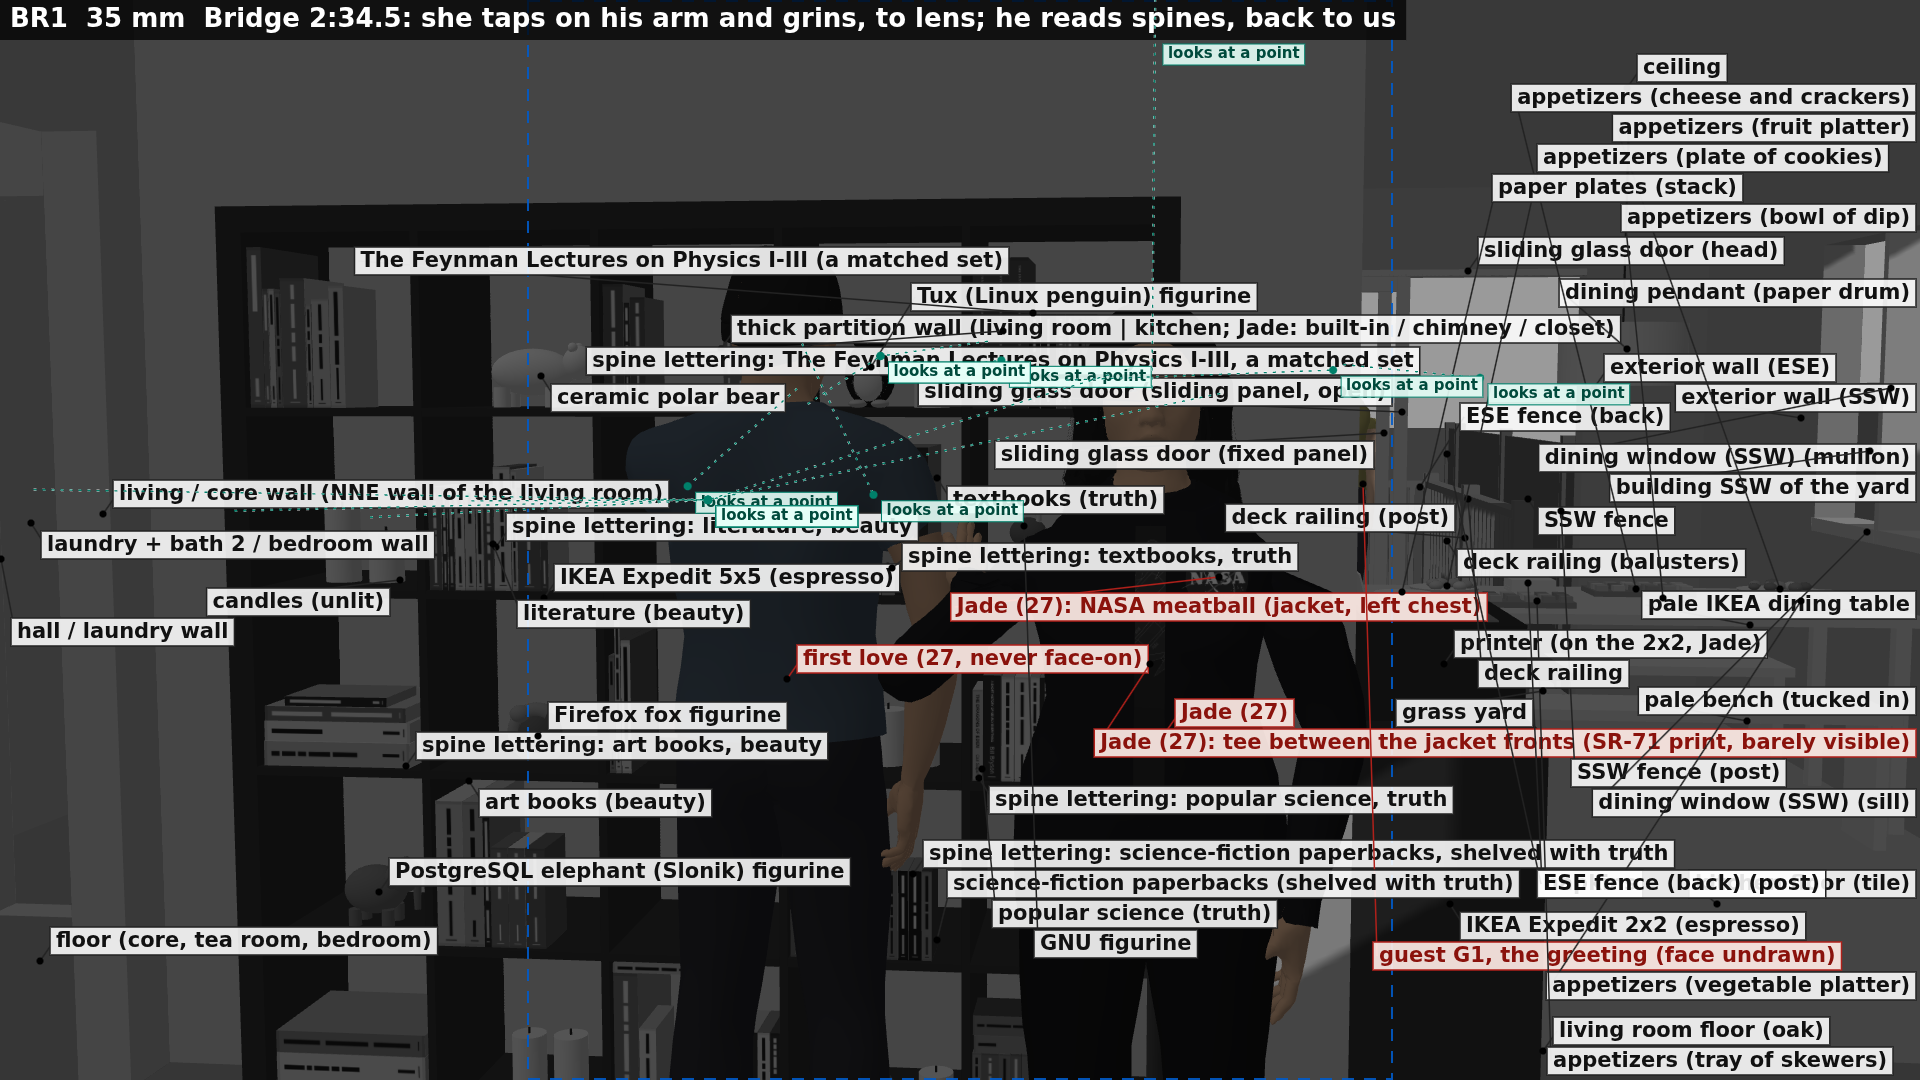 BR1 35 mm Bridge 2:34.5: she taps on his arm and grins, to lens; he reads spines, back to us
looks at a point
ceiling
appetizers (cheese and crackers)
appetizers (fruit platter)
appetizers (plate of cookies)
paper plates (stack)
appetizers (bowl of dip)
sliding glass door (head)
The Feynman Lectures on Physics I-III (a matched set)
Tux (Linux penguin) figurine
dining pendant (paper drum)
thick partition wall (living room | kitchen; Jade: built-in / chimney / closet)
spine lettering: The Feynman Lectures on Physics I-III, a matched set
exterior wall (ESE)
looks at a point
looks at a point
looks at a point
looks at a point
ceramic polar bear
sliding glass door (sliding panel,
exterior wall (SSW)
ESE fence (back)
sliding glass door (fixed panel)
dining window (SSW) (mullion)
building SSW of the yard
living / core wall (NNE wall of the living room)
textbooks (truth)
looks at a point
looks at a point
looks at a point
deck railing (post)
SSW fence
spine lettering: literature, beauty
laundry + bath 2 / bedroom wall
spine lettering: textbooks, truth
deck railing (balusters)
IKEA Expedit 5x5 (espresso)
NASA
candles (unlit)
literature (beauty)
Jade (27): NASA meatball (jacket, left chest)
pale IKEA dining table
hall / laundry wall
printer (on the 2x2, Jade)
first love (27, never face-on)
deck railing
pale bench (tucked in)
Firefox fox figurine
Jade (27)
grass yard
spine lettering: art books, beauty
Jade (27): tee between the jacket fronts (SR-71 print, barely visible)
SSW fence (post)
art books (beauty)
spine lettering: popular science, truth
dining window (SSW) (sill)
spine lettering: science-fiction paperbacks, shelved with truth
PostgreSQL elephant (Slonik) figurine
science-fiction paperbacks (shelved with truth)
ESE fence (back) (post)
(tile)
popular science (truth)
IKEA Expedit 2x2 (espresso)
floor (core, tea room, bedroom)
GNU figurine
guest G1, the greeting (face undrawn)
appetizers (vegetable platter)
living room floor (oak)
appetizers (tray of skewers)